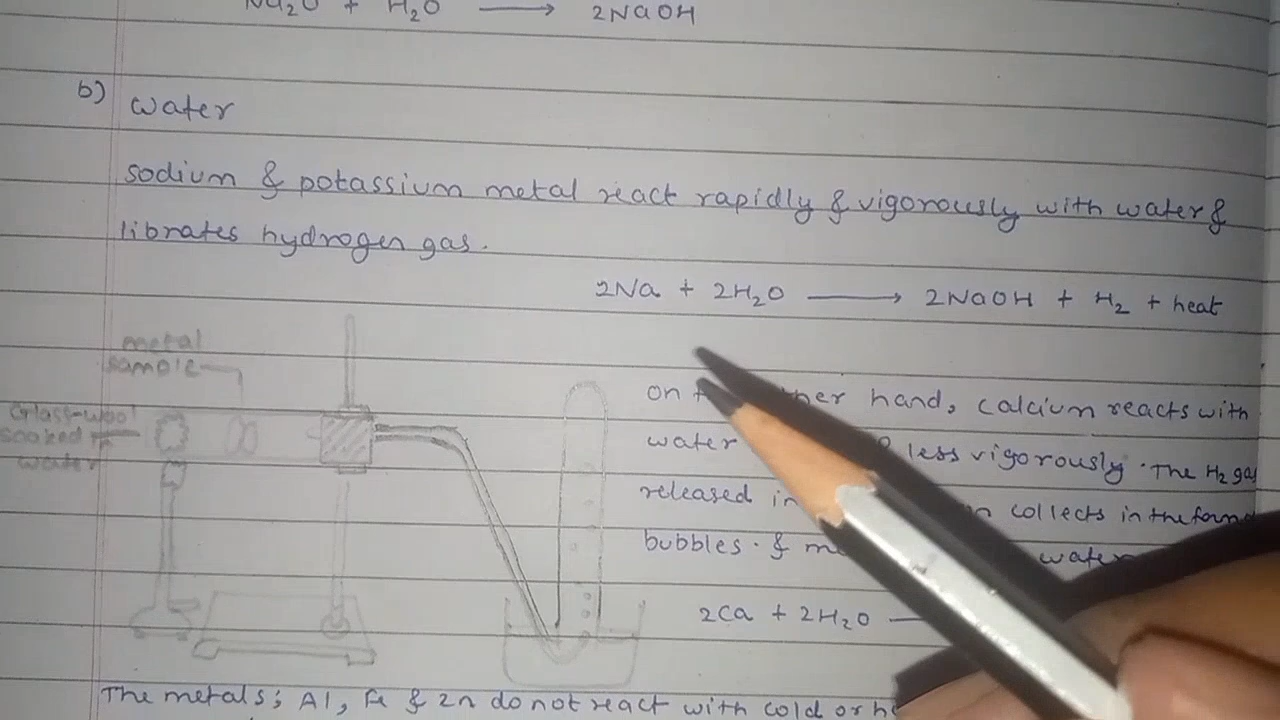 Na₂O + H₂O ⟶ 2NaOH
b) Water
sodium & potassium metal react rapidly & vigorously with water &
librates hydrogen gas.
2Na + 2H₂O ⟶ 2NaOH + H₂ + heat
metal
sample
Glass-wool
soaked in
water
on hand, calcium reacts with
water less vigorously. The H₂ gas
released in collects in the form
bubbles. & water
2Ca + 2H₂O
The metals; Al, Fe & Zn do not react with cold or